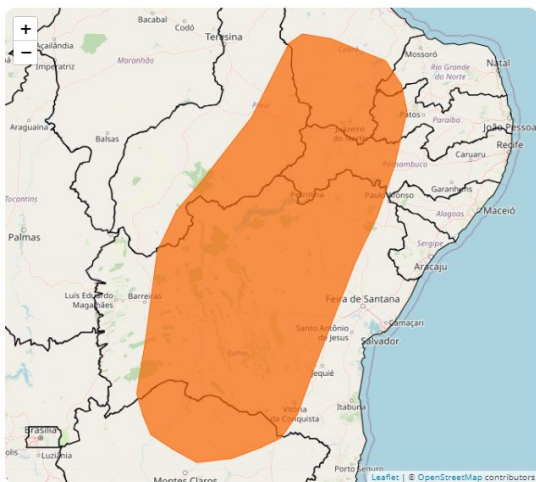 +
−
Bacabal
Codó
Teresina
Açailândia
Imperatriz
Maranhão
Ceará
Mossoró
Rio Grande
do Norte
Natal
Araguaína
Balsas
Piauí
Juazeiro
do Norte
Patos
Paraíba
João Pessoa
Recife
Caruaru
Pernambuco
Petrolina
Paulo Afonso
Garanhuns
Tocantins
Palmas
Alagoas
Maceió
Sergipe
Aracaju
Luís Eduardo
Magalhães
Barreiras
Feira de Santana
Camaçari
Santo Antônio
de Jesus
Salvador
Bahia
Jequié
Vitória
da Conquista
Itabuna
Brasília
Luziânia
Montes Claros
Porto Seguro
Leaflet | © OpenStreetMap contributors